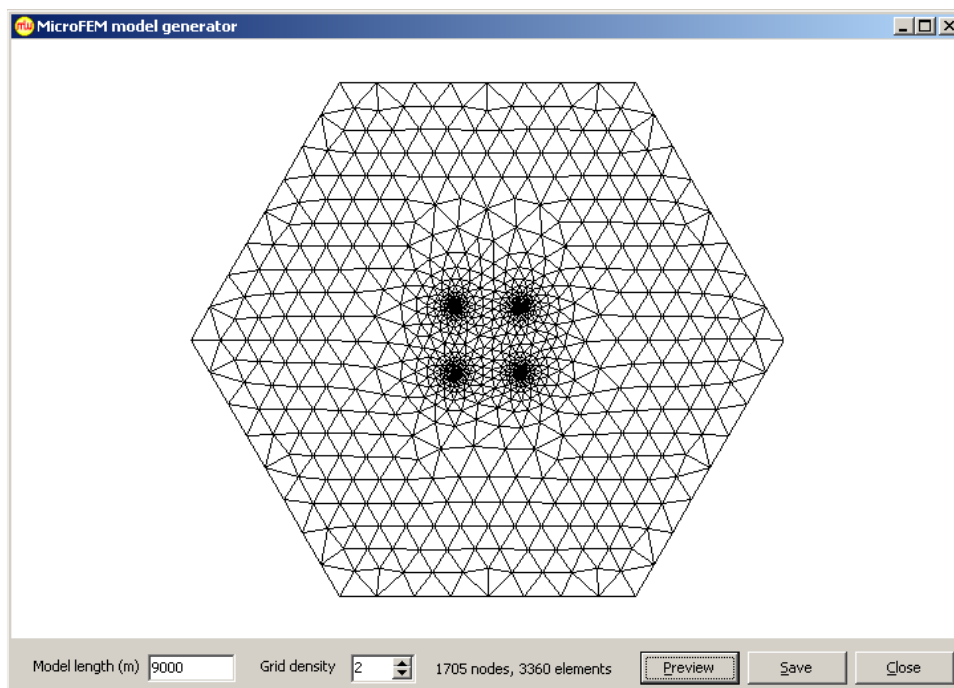 MicroFEM model generator
Model length (m) 9000 Grid density 2 1705 nodes, 3360 elements Preview Save Close